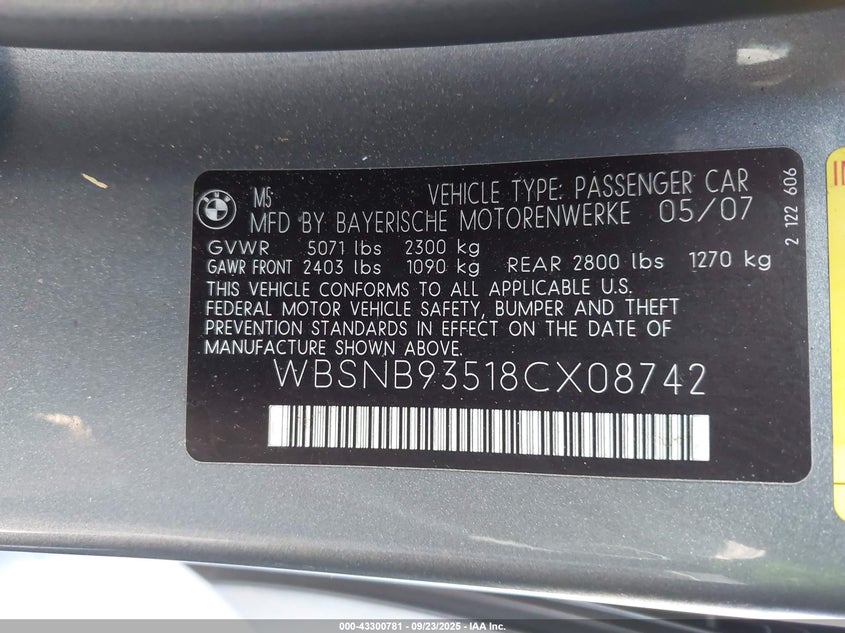 M5 VEHICLE TYPE: PASSENGER CAR
MFD BY BAYERISCHE MOTORENWERKE 05/07
GVWR 5071 lbs 2300 kg
GAWR FRONT 2403 lbs 1090 kg REAR 2800 lbs 1270 kg
THIS VEHICLE CONFORMS TO ALL APPLICABLE U.S.
FEDERAL MOTOR VEHICLE SAFETY, BUMPER AND THEFT
PREVENTION STANDARDS IN EFFECT ON THE DATE OF
MANUFACTURE SHOWN ABOVE.
WBSNB93518CX08742
2 122 606
000-43300781 - 09/23/2025 - IAA Inc.